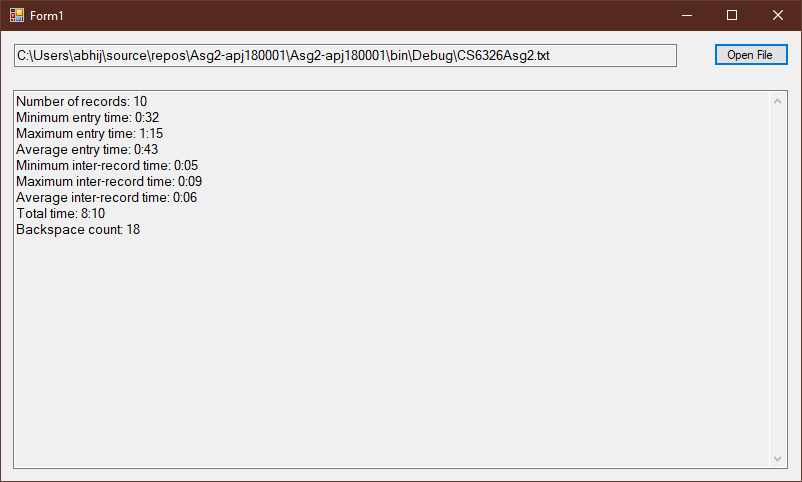 Form1
C:\Users\abhij\source\repos\Asg2-apj180001\Asg2-apj180001\bin\Debug\CS6326Asg2.txt
Open File
Number of records: 10
Minimum entry time: 0:32
Maximum entry time: 1:15
Average entry time: 0:43
Minimum inter-record time: 0:05
Maximum inter-record time: 0:09
Average inter-record time: 0:06
Total time: 8:10
Backspace count: 18